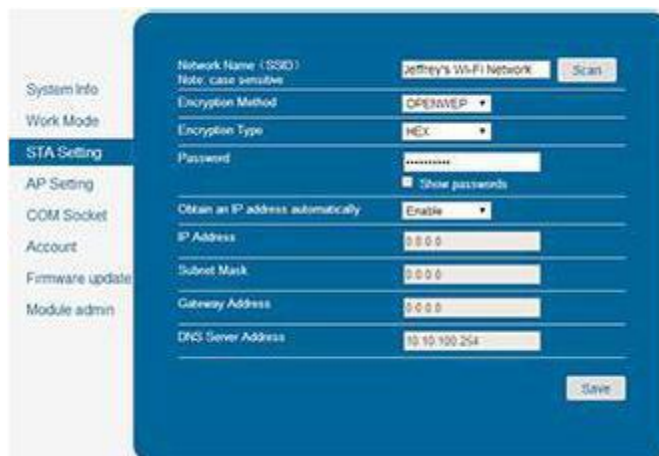 System Info
Work Mode
STA Setting
AP Setting
COM Socket
Account
Firmware update
Module admin
Network Name (SSID)
Note: case sensitive
Jeffrey's Wi-Fi Network
Scan
Encryption Method
OPENWEP
Encryption Type
HEX
Password
••••••••••
Show passwords
Obtain an IP address automatically
Enable
IP Address
0.0.0.0
Subnet Mask
0.0.0.0
Gateway Address
0.0.0.0
DNS Server Address
10.10.100.254
Save